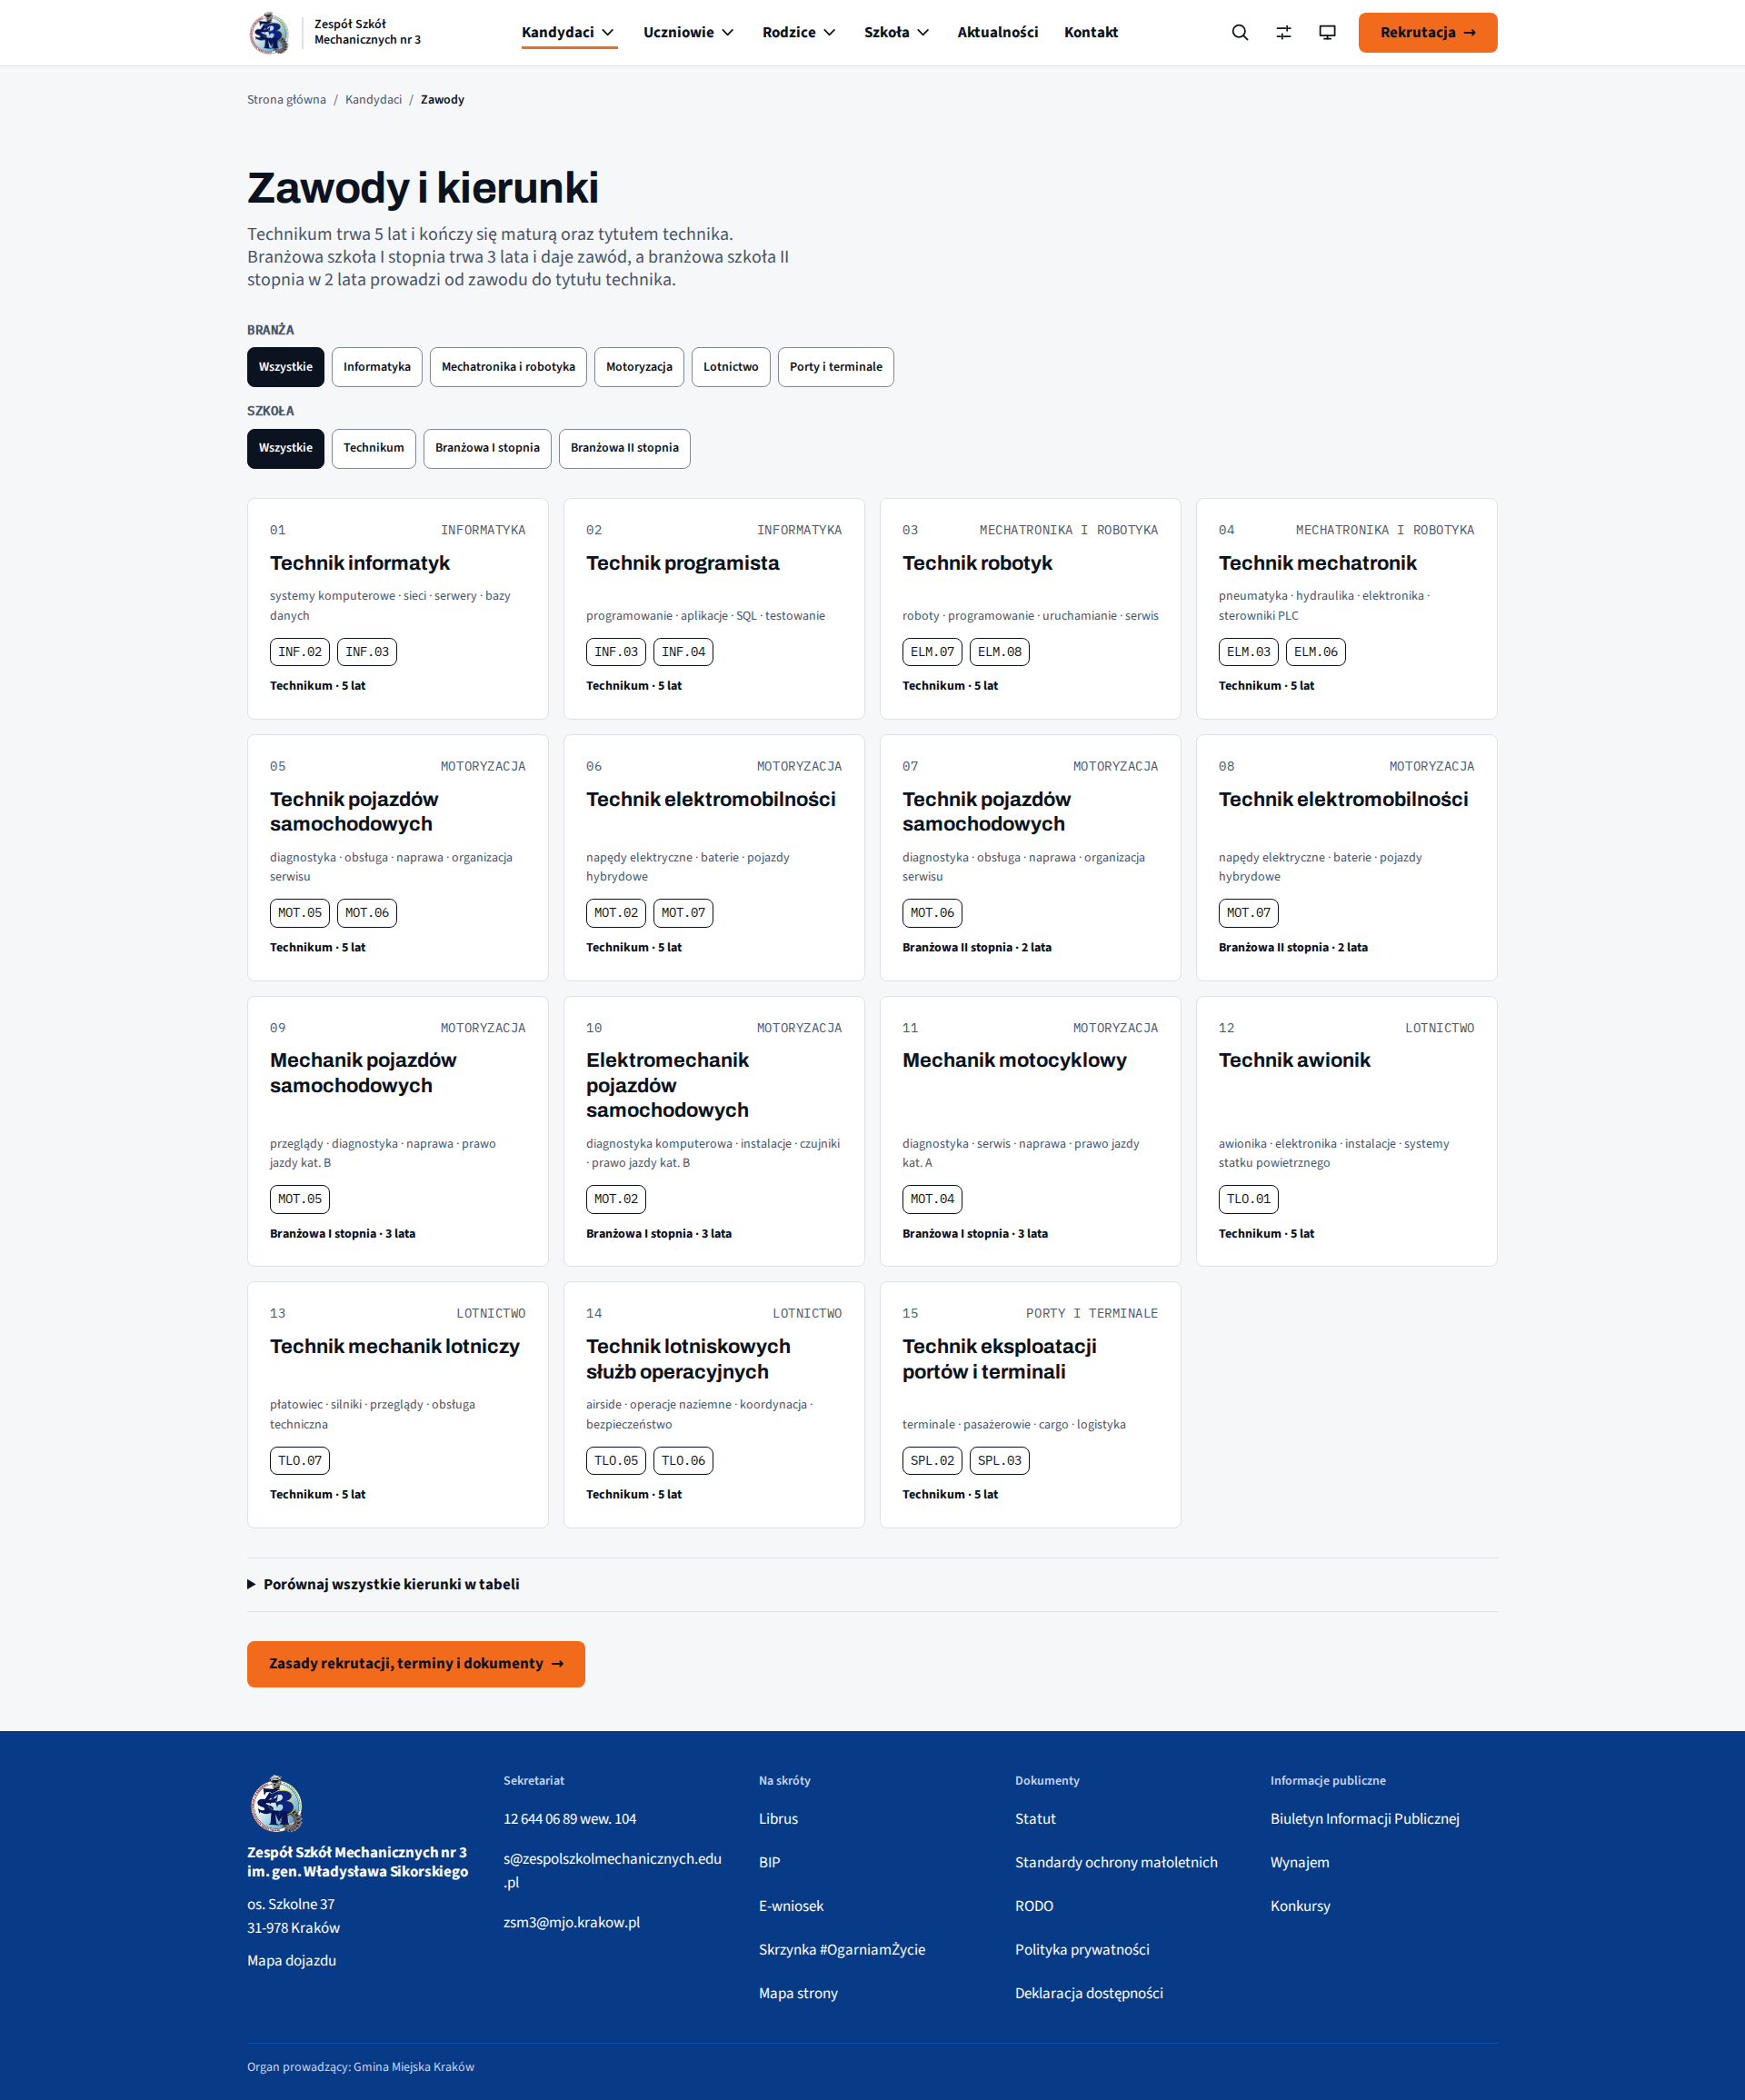 Zespół Szkół
Mechanicznych nr 3
Kandydaci
Uczniowie
Rodzice
Szkoła
Aktualności
Kontakt
Rekrutacja →
Strona główna / Kandydaci / Zawody
Zawody i kierunki
Technikum trwa 5 lat i kończy się maturą oraz tytułem technika.
Branżowa szkoła I stopnia trwa 3 lata i daje zawód, a branżowa szkoła II
stopnia w 2 lata prowadzi od zawodu do tytułu technika.
BRANŻA
Wszystkie
Informatyka
Mechatronika i robotyka
Motoryzacja
Lotnictwo
Porty i terminale
SZKOŁA
Wszystkie
Technikum
Branżowa I stopnia
Branżowa II stopnia
01 INFORMATYKA
Technik informatyk
systemy komputerowe · sieci · serwery · bazy
danych
INF.02 INF.03
Technikum · 5 lat
02 INFORMATYKA
Technik programista
programowanie · aplikacje · SQL · testowanie
INF.03 INF.04
Technikum · 5 lat
03 MECHATRONIKA I ROBOTYKA
Technik robotyk
roboty · programowanie · uruchamianie · serwis
ELM.07 ELM.08
Technikum · 5 lat
04 MECHATRONIKA I ROBOTYKA
Technik mechatronik
pneumatyka · hydraulika · elektronika ·
sterowniki PLC
ELM.03 ELM.06
Technikum · 5 lat
05 MOTORYZACJA
Technik pojazdów
samochodowych
diagnostyka · obsługa · naprawa · organizacja
serwisu
MOT.05 MOT.06
Technikum · 5 lat
06 MOTORYZACJA
Technik elektromobilności
napędy elektryczne · baterie · pojazdy
hybrydowe
MOT.02 MOT.07
Technikum · 5 lat
07 MOTORYZACJA
Technik pojazdów
samochodowych
diagnostyka · obsługa · naprawa · organizacja
serwisu
MOT.06
Branżowa II stopnia · 2 lata
08 MOTORYZACJA
Technik elektromobilności
napędy elektryczne · baterie · pojazdy
hybrydowe
MOT.07
Branżowa II stopnia · 2 lata
09 MOTORYZACJA
Mechanik pojazdów
samochodowych
przeglądy · diagnostyka · naprawa · prawo
jazdy kat. B
MOT.05
Branżowa I stopnia · 3 lata
10 MOTORYZACJA
Elektromechanik
pojazdów
samochodowych
diagnostyka komputerowa · instalacje · czujniki
· prawo jazdy kat. B
MOT.02
Branżowa I stopnia · 3 lata
11 MOTORYZACJA
Mechanik motocyklowy
diagnostyka · serwis · naprawa · prawo jazdy
kat. A
MOT.04
Branżowa I stopnia · 3 lata
12 LOTNICTWO
Technik awionik
awionika · elektronika · instalacje · systemy
statku powietrznego
TLO.01
Technikum · 5 lat
13 LOTNICTWO
Technik mechanik lotniczy
płatowiec · silniki · przeglądy · obsługa
techniczna
TLO.07
Technikum · 5 lat
14 LOTNICTWO
Technik lotniskowych
służb operacyjnych
airside · operacje naziemne · koordynacja ·
bezpieczeństwo
TLO.05 TLO.06
Technikum · 5 lat
15 PORTY I TERMINALE
Technik eksploatacji
portów i terminali
terminale · pasażerowie · cargo · logistyka
SPL.02 SPL.03
Technikum · 5 lat
Porównaj wszystkie kierunki w tabeli
Zasady rekrutacji, terminy i dokumenty →
Zespół Szkół Mechanicznych nr 3
im. gen. Władysława Sikorskiego
os. Szkolne 37
31-978 Kraków
Mapa dojazdu
Sekretariat
12 644 06 89 wew. 104
s@zespolszkolmechanicznych.edu
.pl
zsm3@mjo.krakow.pl
Na skróty
Librus
BIP
E-wniosek
Skrzynka #OgarniamŻycie
Mapa strony
Dokumenty
Statut
Standardy ochrony małoletnich
RODO
Polityka prywatności
Deklaracja dostępności
Informacje publiczne
Biuletyn Informacji Publicznej
Wynajem
Konkursy
Organ prowadzący: Gmina Miejska Kraków